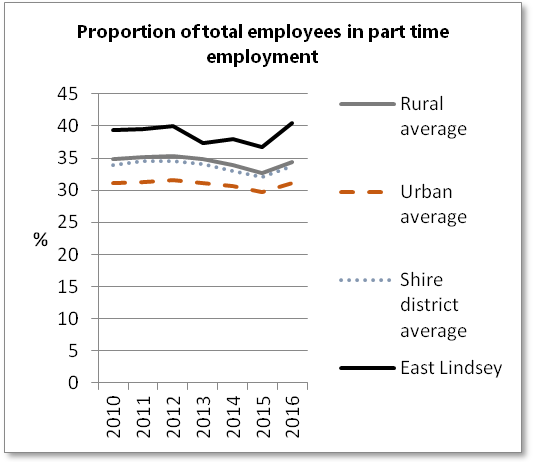 Proportion of total employees in part time
employment
45
40
35
30
25
20
15
10
5
0
%
2010
2011
2012
2013
2014
2015
2016
Rural
average
Urban
average
Shire
district
average
East Lindsey